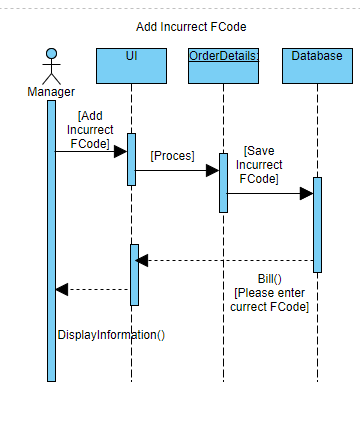 Add Incurrect FCode
UI
OrderDetails:
Database
Manager
[Add
Incurrect
FCode]
[Proces]
[Save
Incurrect
FCode]
Bill()
[Please enter
currect FCode]
DisplayInformation()